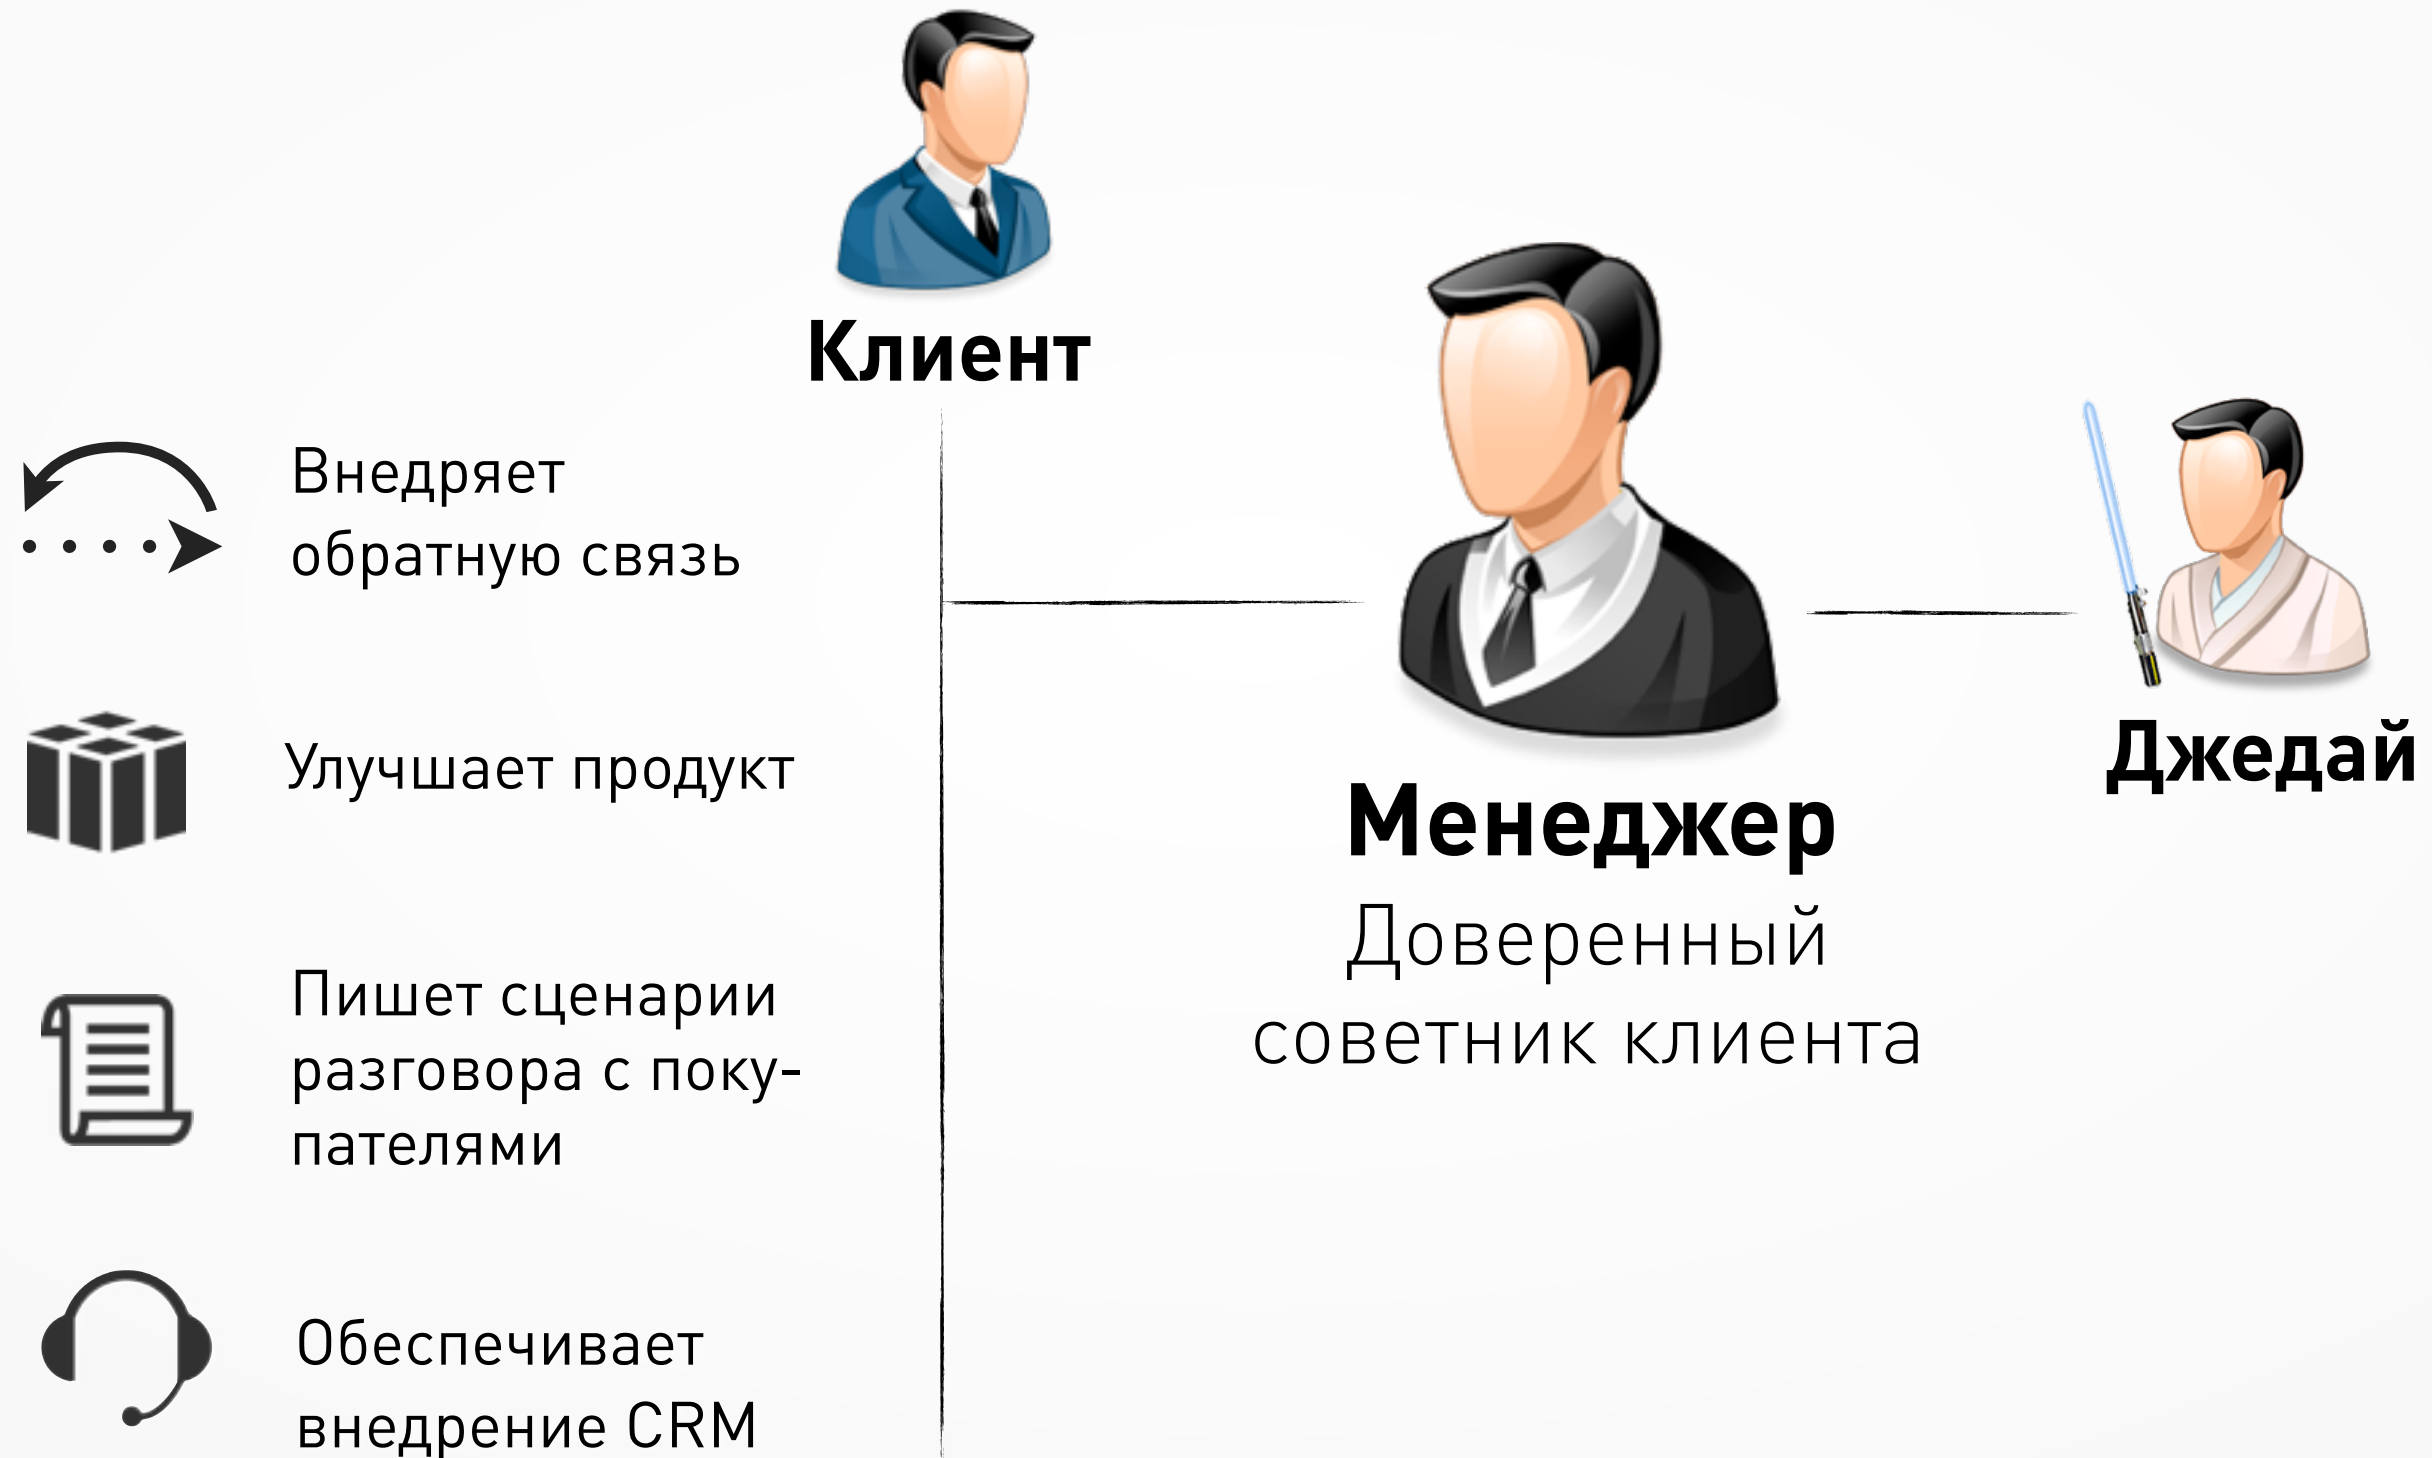 Клиент
Внедряет
обратную связь
Улучшает продукт
Пишет сценарии
разговора с поку-
пателями
Обеспечивает
внедрение CRM
Менеджер
Доверенный
советник клиента
Джедай